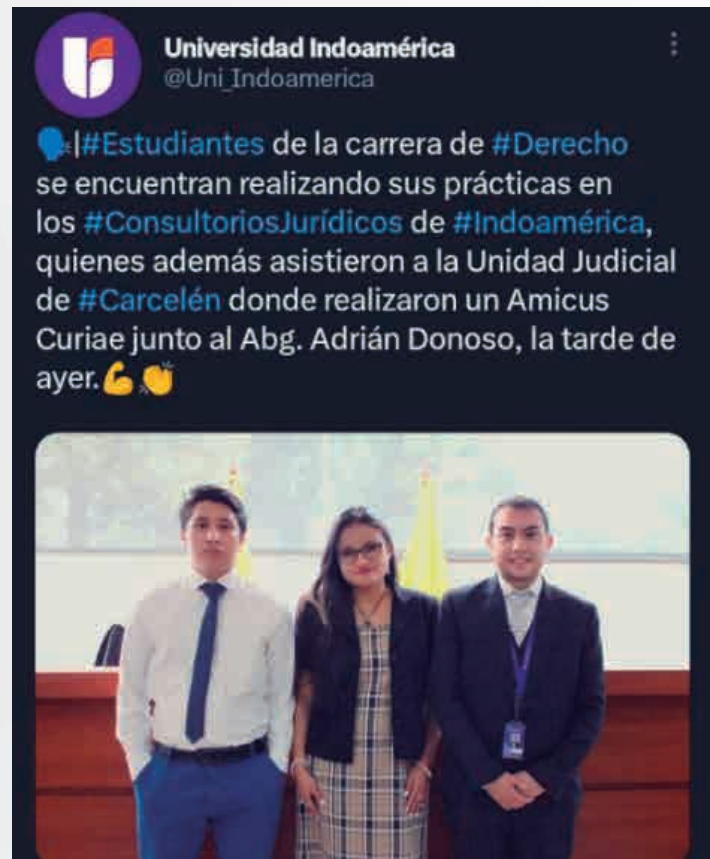 Universidad Indoamérica
@Uni_Indoamerica
🗣|#Estudiantes de la carrera de #Derecho
se encuentran realizando sus prácticas en
los #ConsultoriosJurídicos de #Indoamérica,
quienes además asistieron a la Unidad Judicial
de #Carcelén donde realizaron un Amicus
Curiae junto al Abg. Adrián Donoso, la tarde de
ayer.💪👏